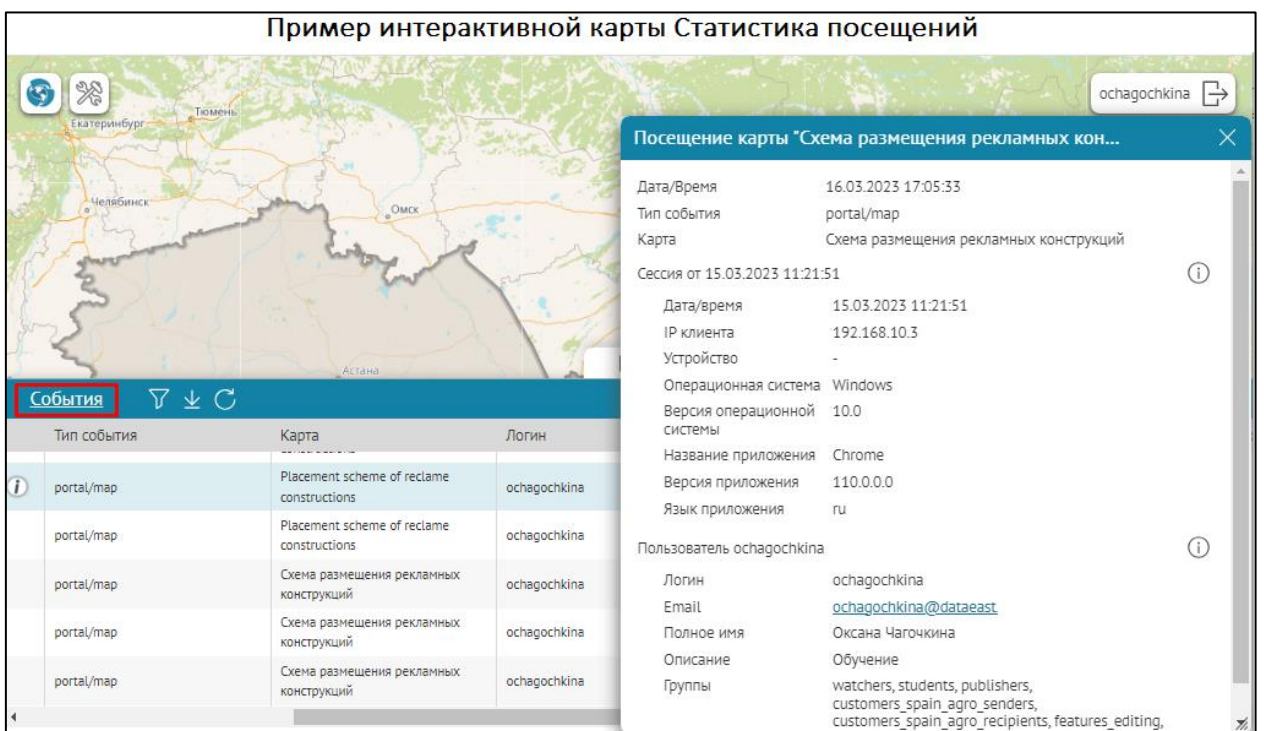 Пример интерактивной карты Статистика посещений
ochagochkina
Екатеринбург
Тюмень
Челябинск
Омск
Астана
События
Тип события Карта Логин
portal/map Placement scheme of reclame constructions ochagochkina
portal/map Placement scheme of reclame constructions ochagochkina
portal/map Схема размещения рекламных конструкций ochagochkina
portal/map Схема размещения рекламных конструкций ochagochkina
portal/map Схема размещения рекламных конструкций ochagochkina
Посещение карты "Схема размещения рекламных кон...
Дата/Время 16.03.2023 17:05:33
Тип события portal/map
Карта Схема размещения рекламных конструкций
Сессия от 15.03.2023 11:21:51
Дата/время 15.03.2023 11:21:51
IP клиента 192.168.10.3
Устройство -
Операционная система Windows
Версия операционной системы 10.0
Название приложения Chrome
Версия приложения 110.0.0.0
Язык приложения ru
Пользователь ochagochkina
Логин ochagochkina
Email ochagochkina@dataeast
Полное имя Оксана Чагочкина
Описание Обучение
Группы watchers, students, publishers,
customers_spain_agro_senders,
customers_spain_agro_recipients, features_editing,